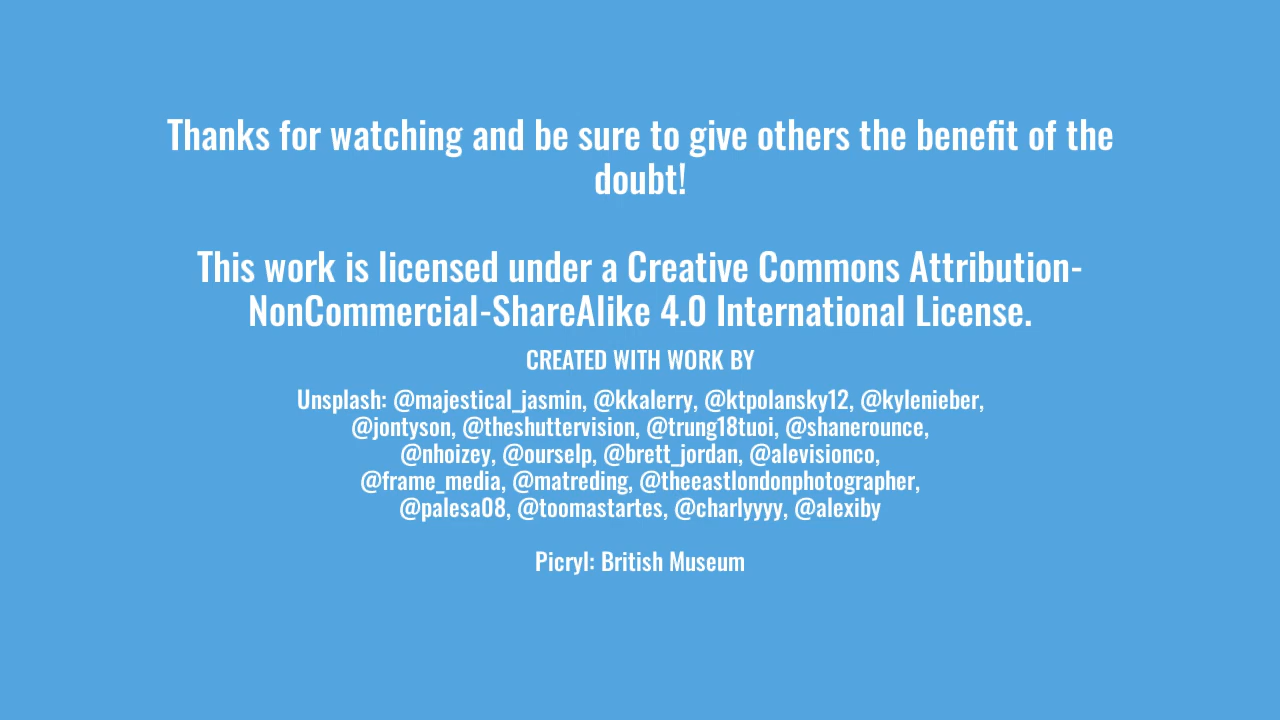 Thanks for watching and be sure to give others the benefit of the
doubt!
This work is licensed under a Creative Commons Attribution-
NonCommercial-ShareAlike 4.0 International License.
CREATED WITH WORK BY
Unsplash: @majestical_jasmin, @kkalerry, @ktpolansky12, @kylenieber,
@jontyson, @theshuttervision, @trung18tuoi, @shanerounce,
@nhoizey, @ourselp, @brett_jordan, @alevisionco,
@frame_media, @matreding, @theeastlondonphotographer,
@palesa08, @toomastartes, @charlyyyy, @alexiby
Picryl: British Museum